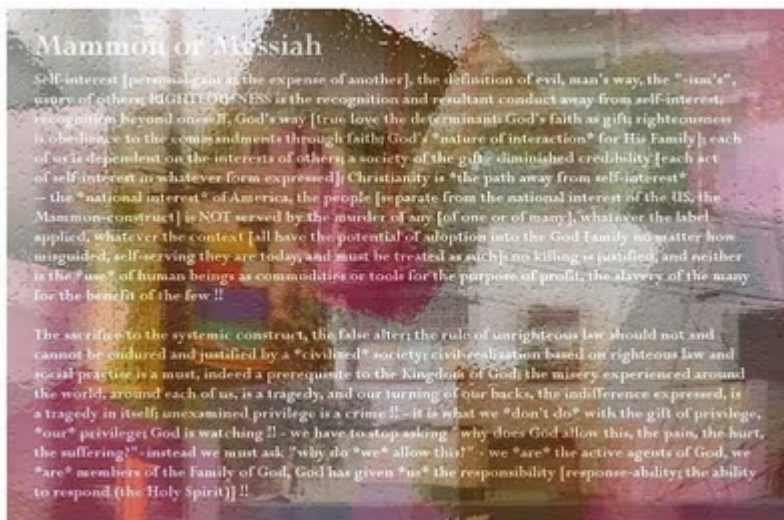 Mammon or Messiah
Self-interest [personal gain at the expense of another], the definition of evil, man's way, the "-ism's",
usury of others; RIGHTEOUSNESS is the recognition and resultant conduct away from self-interest,
recognition beyond oneself, God's way [true love the determinant; God's faith as gift; righteousness
is obedience to the commandments through faith; God's *nature of interaction* for His Family]; each
of us is dependent on the interests of others; a society of the gift; diminished credibility [each act
of self-interest in whatever form expressed]; Christianity is *the path away from self-interest*
-- the *national interest* of America, the people [separate from the national interest of the US, the
Mammon-construct] is NOT served by the murder of any [of one or of many], whatever the label
applied, whatever the context [all have the potential of adoption into the God Family no matter how
misguided, self-serving they are today, and must be treated as such]; no killing is justified, and neither
is the *use* of human beings as commodities or tools for the purpose of profit, the slavery of the many
for the benefit of the few !!
The sacrifice to the systemic construct, the false alter; the rule of unrighteous law should not and
cannot be endured and justified by a *civilized* society; civil-realization based on righteous law and
social practise is a must, indeed a prerequisite to the Kingdom of God; the misery experienced around
the world, around each of us, is a tragedy, and our turning of our backs, the indifference expressed, is
a tragedy in itself; unexamined privilege is a crime !! - it is what we *don't do* with the gift of privilege,
*our* privilege; God is watching !! - we have to stop asking "why does God allow this, the pain, the hurt,
the suffering?" - instead we must ask "why do *we* allow this?" - we *are* the active agents of God, we
*are* members of the Family of God, God has given *us* the responsibility [response-ability; the ability
to respond (the Holy Spirit)] !!